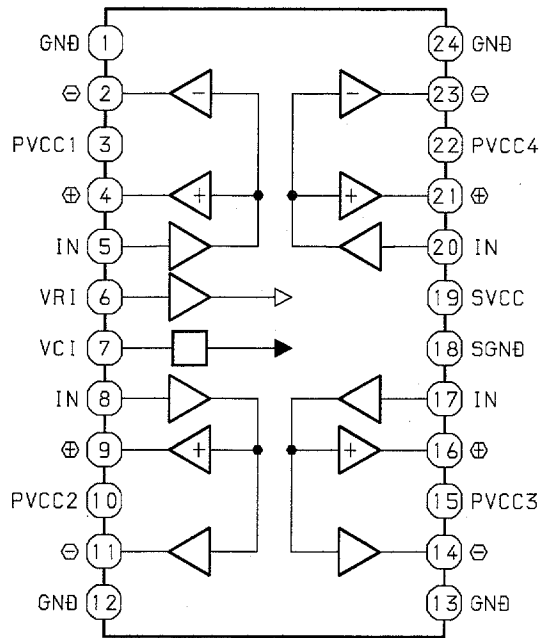 GND 1 24 GND
⊖ 2 − − 23 ⊖
PVCC1 3 22 PVCC4
⊕ 4 + + 21 ⊕
IN 5 20 IN
VRI 6 19 SVCC
VCI 7 18 SGND
IN 8 17 IN
⊕ 9 + + 16 ⊕
PVCC2 10 15 PVCC3
⊖ 11 14 ⊖
GND 12 13 GND